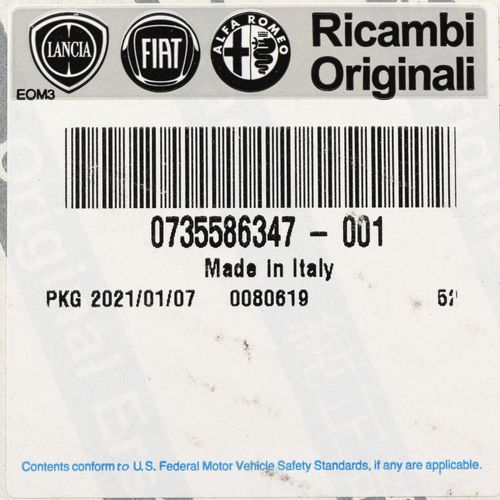 LANCIA
FIAT
ALFA ROMEO
Ricambi
Originali
EOM3
0735586347 - 001
Made in Italy
PKG 2021/01/07 0080619
Contents conform to U.S. Federal Motor Vehicle Safety Standards, if any are applicable.